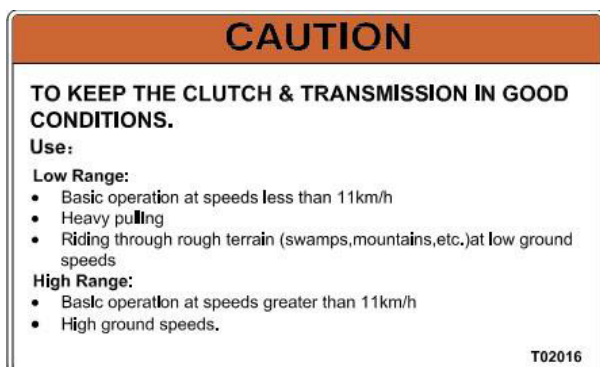 CAUTION
TO KEEP THE CLUTCH & TRANSMISSION IN GOOD
CONDITIONS.
Use:
Low Range:
• Basic operation at speeds less than 11km/h
• Heavy pulling
• Riding through rough terrain (swamps,mountains,etc.)at low ground
speeds
High Range:
• Basic operation at speeds greater than 11km/h
• High ground speeds.
T02016